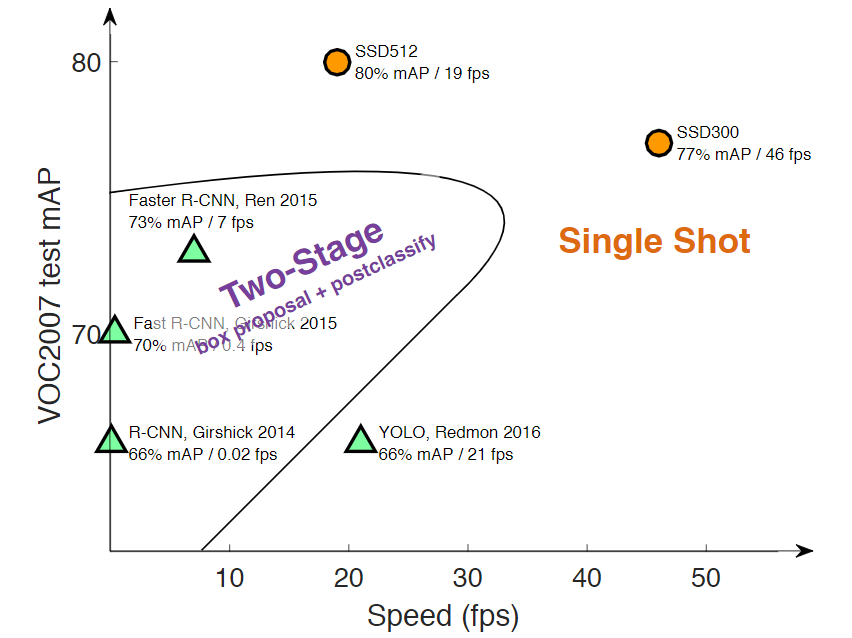 80
SSD512
80% mAP / 19 fps
SSD300
77% mAP / 46 fps
Faster R-CNN, Ren 2015
73% mAP / 7 fps
Two-Stage
box proposal + postclassify
Single Shot
VOC2007 test mAP
70
Fast R-CNN, Girshick 2015
70% mAP / 0.4 fps
R-CNN, Girshick 2014
66% mAP / 0.02 fps
YOLO, Redmon 2016
66% mAP / 21 fps
10 20 30 40 50
Speed (fps)